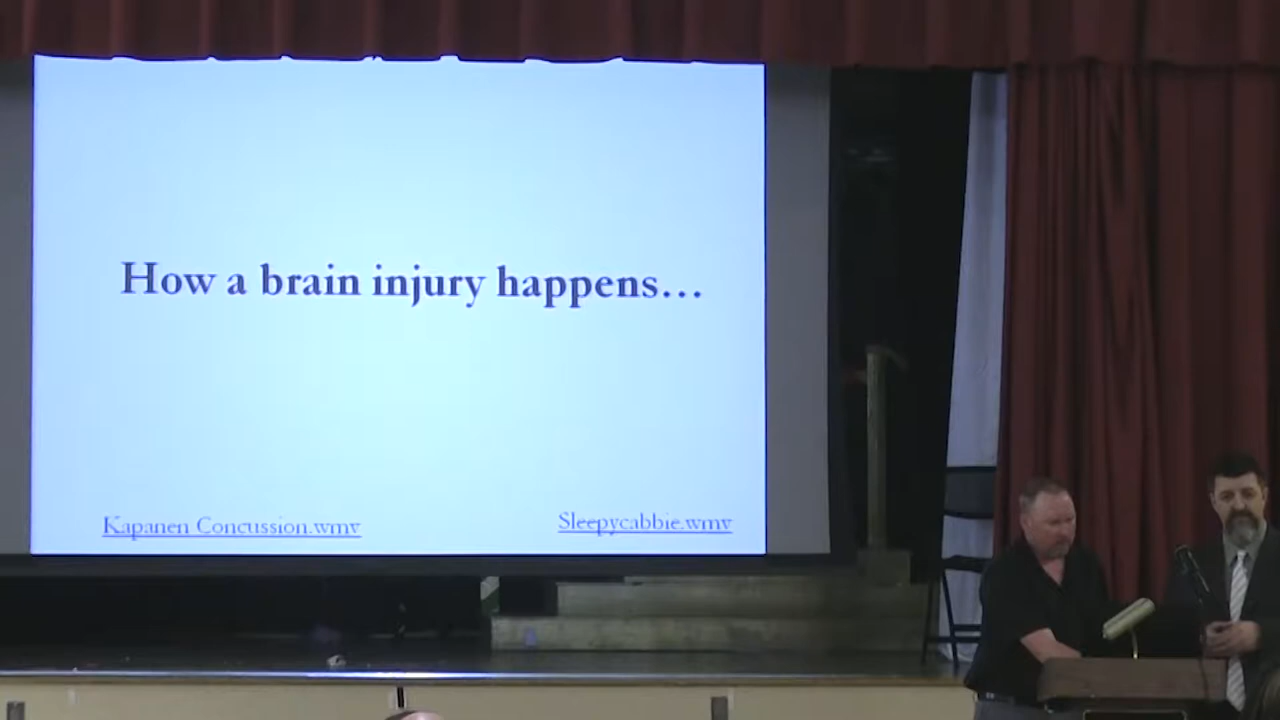 How a brain injury happens...
Kapanen Concussion.wmv
Sleepycabbie.wmv